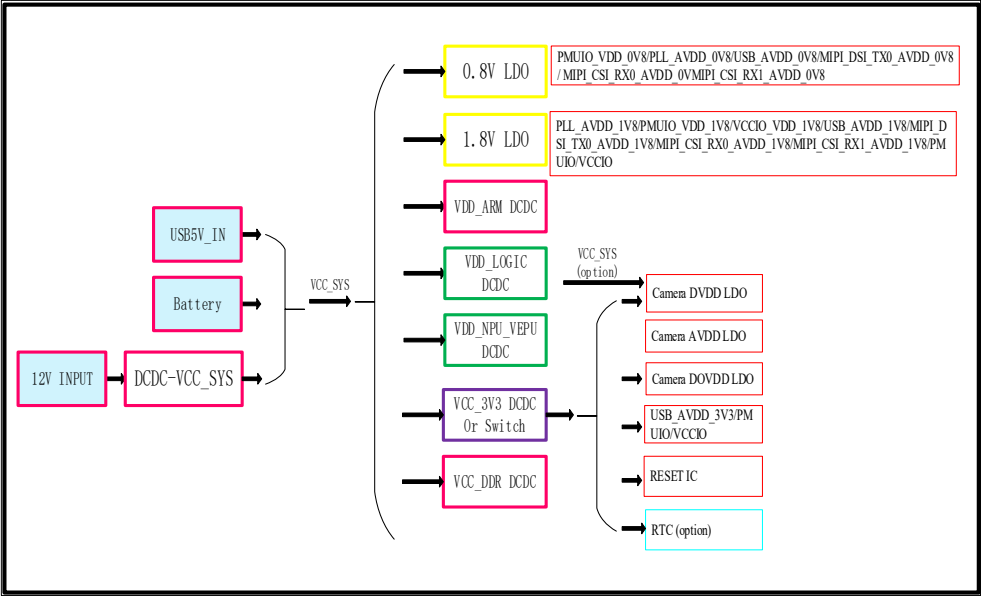 0.8V LDO
PMUIO_VDD_0V8/PLL_AVDD_0V8/USB_AVDD_0V8/MIPI_DSI_TX0_AVDD_0V8
/ MIPI_CSI_RX0_AVDD_0VMIPI_CSI_RX1_AVDD_0V8
1.8V LDO
PLL_AVDD_1V8/PMUIO_VDD_1V8/VCCIO_VDD_1V8/USB_AVDD_1V8/MIPI_D
SI_TX0_AVDD_1V8/MIPI_CSI_RX0_AVDD_1V8/MIPI_CSI_RX1_AVDD_1V8/PM
UIO/VCCIO
VDD_ARM DCDC
USB5V_IN
VDD_LOGIC
DCDC
VCC_SYS
(option)
VCC_SYS
Battery
Camera DVDD LDO
VDD_NPU_VEPU
DCDC
Camera AVDD LDO
12V INPUT
DCDC-VCC_SYS
Camera DOVDD LDO
VCC_3V3 DCDC
Or Switch
USB_AVDD_3V3/PM
UIO/VCCIO
VCC_DDR DCDC
RESET IC
RTC (option)